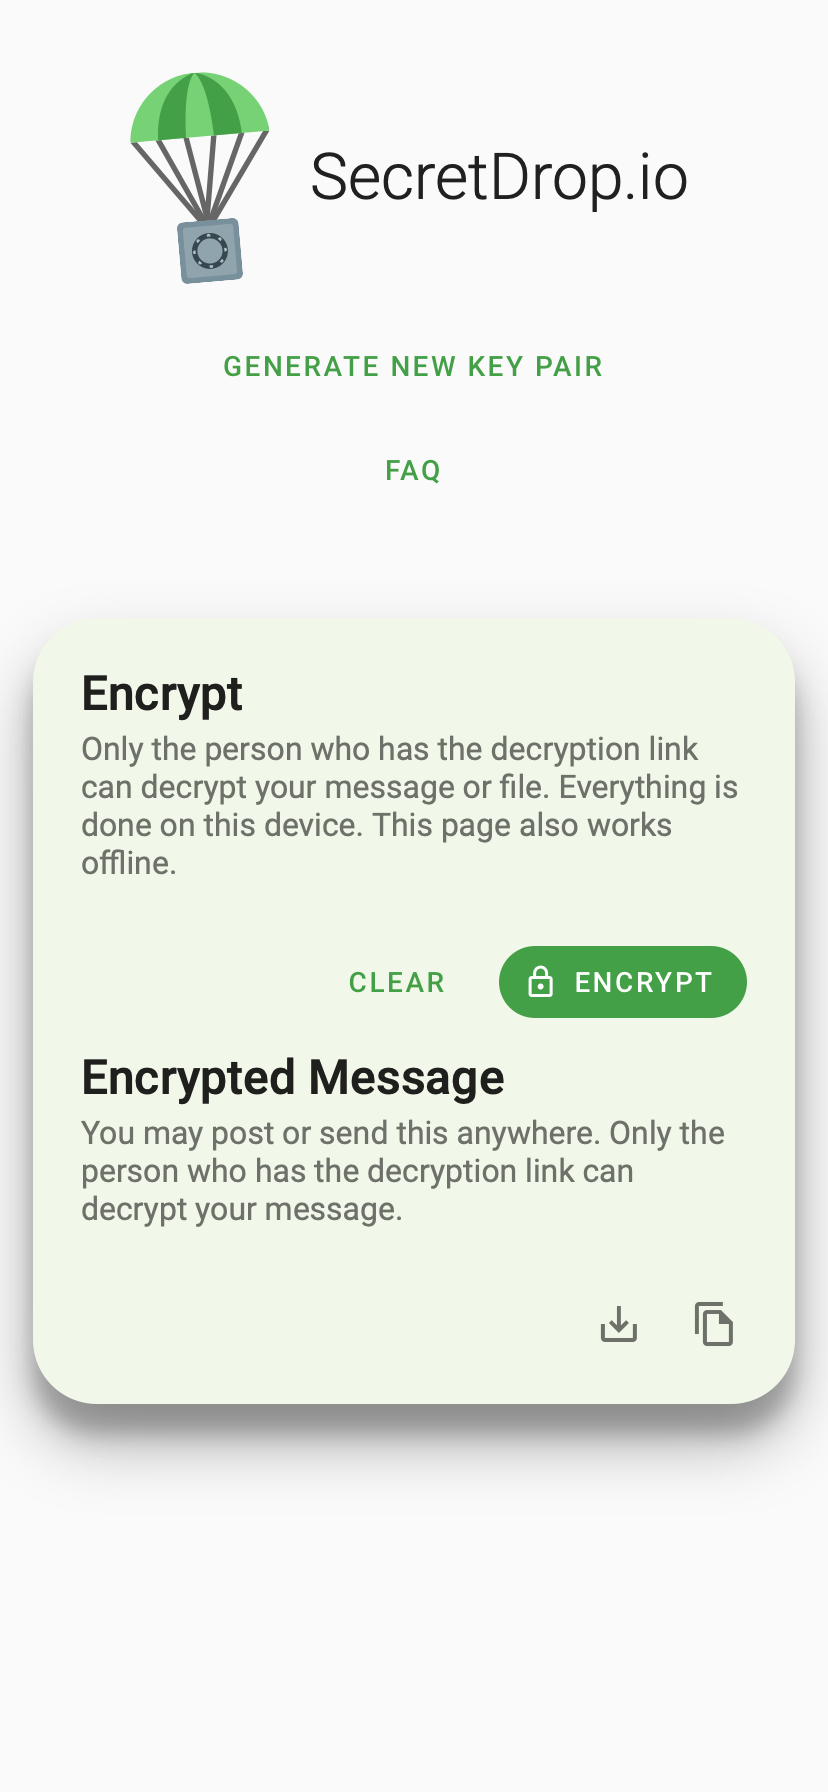 SecretDrop.io
GENERATE NEW KEY PAIR
FAQ
Encrypt
Only the person who has the decryption link
can decrypt your message or file. Everything is
done on this device. This page also works
offline.
CLEAR
ENCRYPT
Encrypted Message
You may post or send this anywhere. Only the
person who has the decryption link can
decrypt your message.